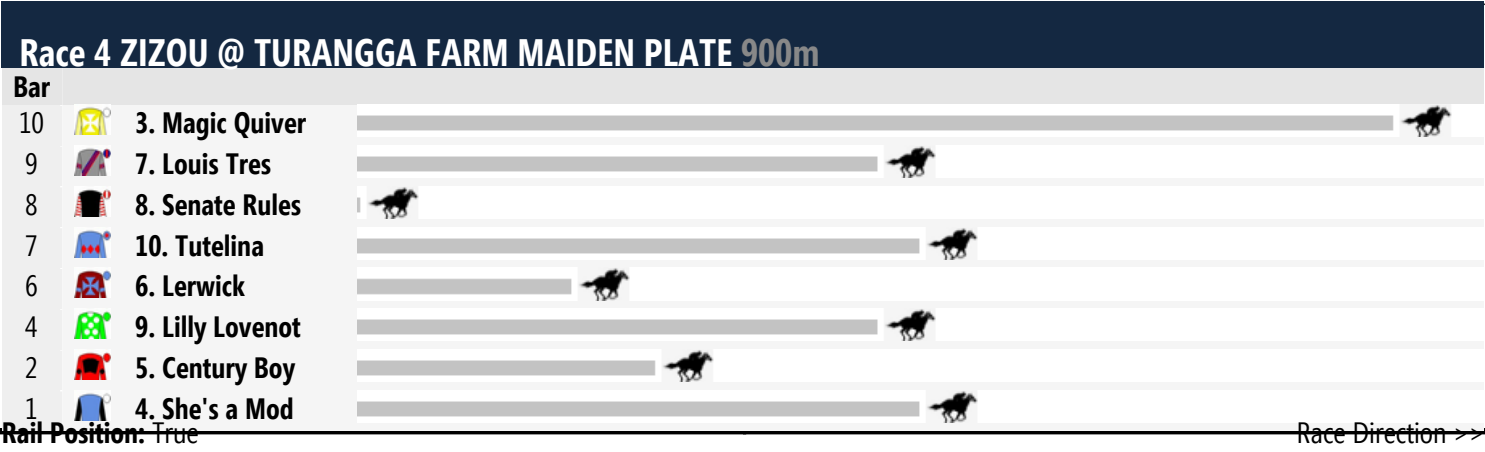 Race 4 ZIZOU @ TURANGGA FARM MAIDEN PLATE 900m
Bar
10 3. Magic Quiver
9 7. Louis Tres
8 8. Senate Rules
7 10. Tutelina
6 6. Lerwick
4 9. Lilly Lovenot
2 5. Century Boy
1 4. She's a Mod
Rail Position: True Race Direction >>